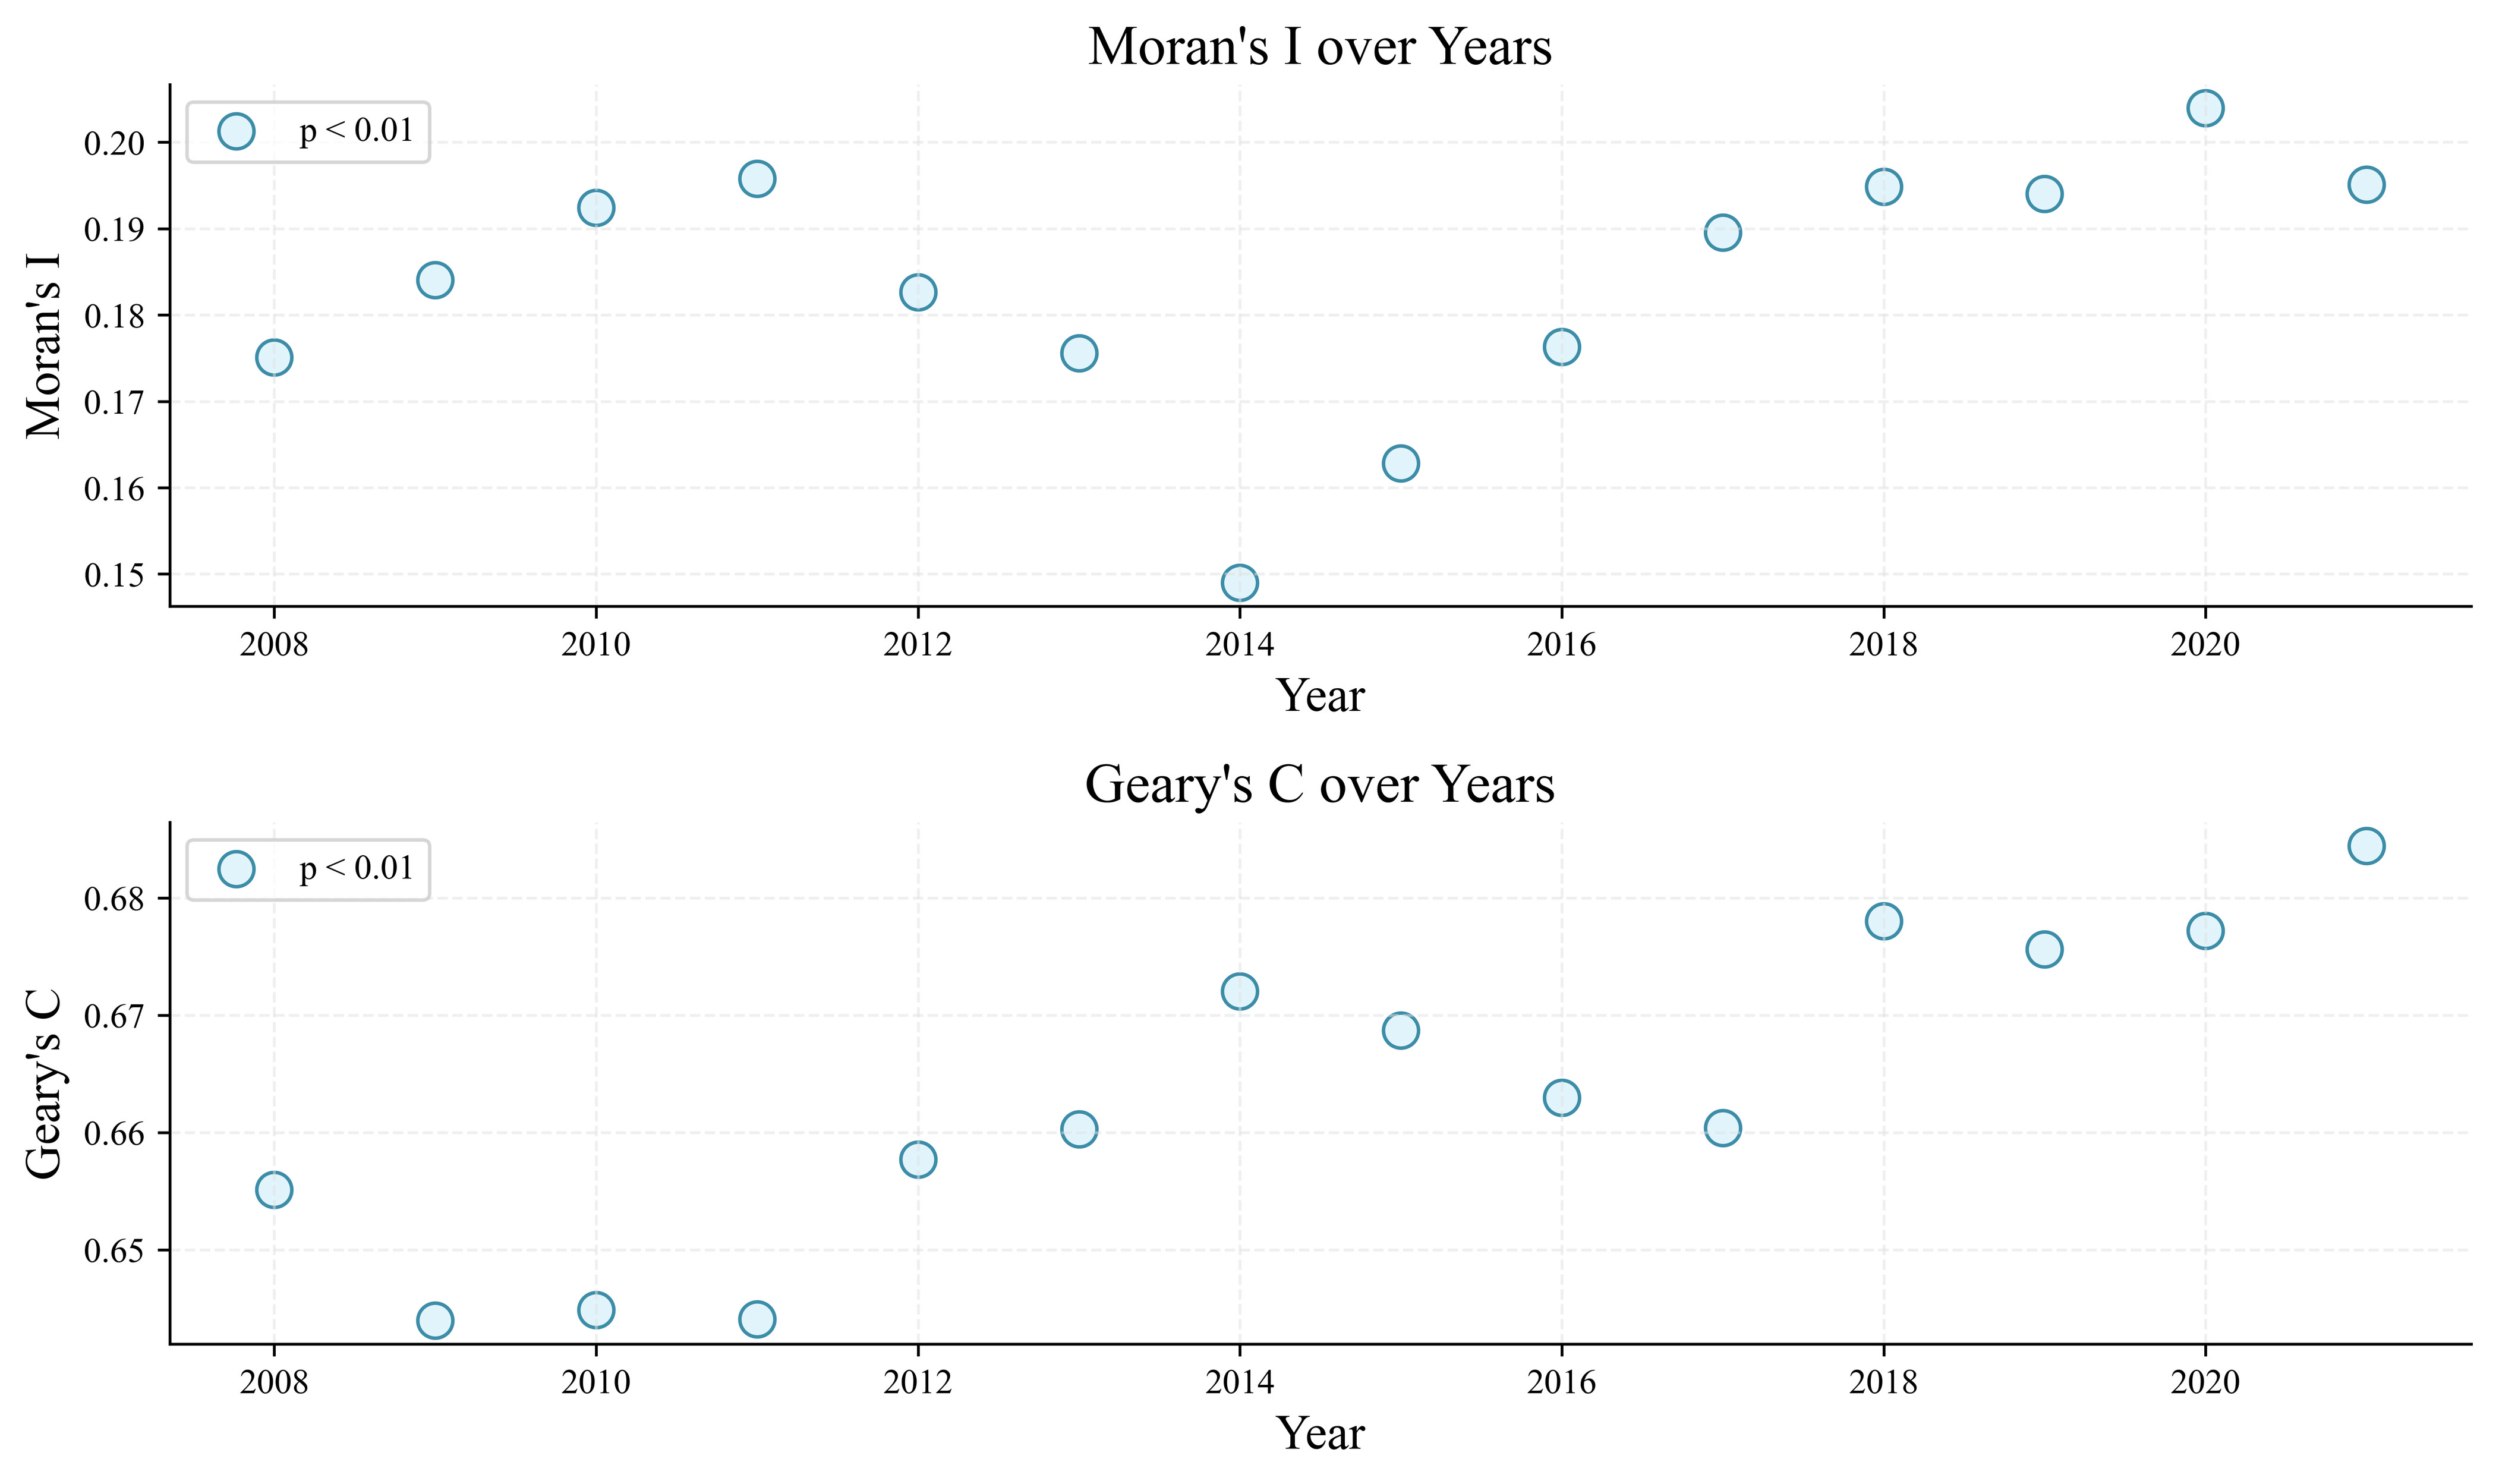 Moran's I over Years
p < 0.01
Moran's I
0.20
0.19
0.18
0.17
0.16
0.15
2008 2010 2012 2014 2016 2018 2020
Year
Geary's C over Years
p < 0.01
Geary's C
0.68
0.67
0.66
0.65
2008 2010 2012 2014 2016 2018 2020
Year